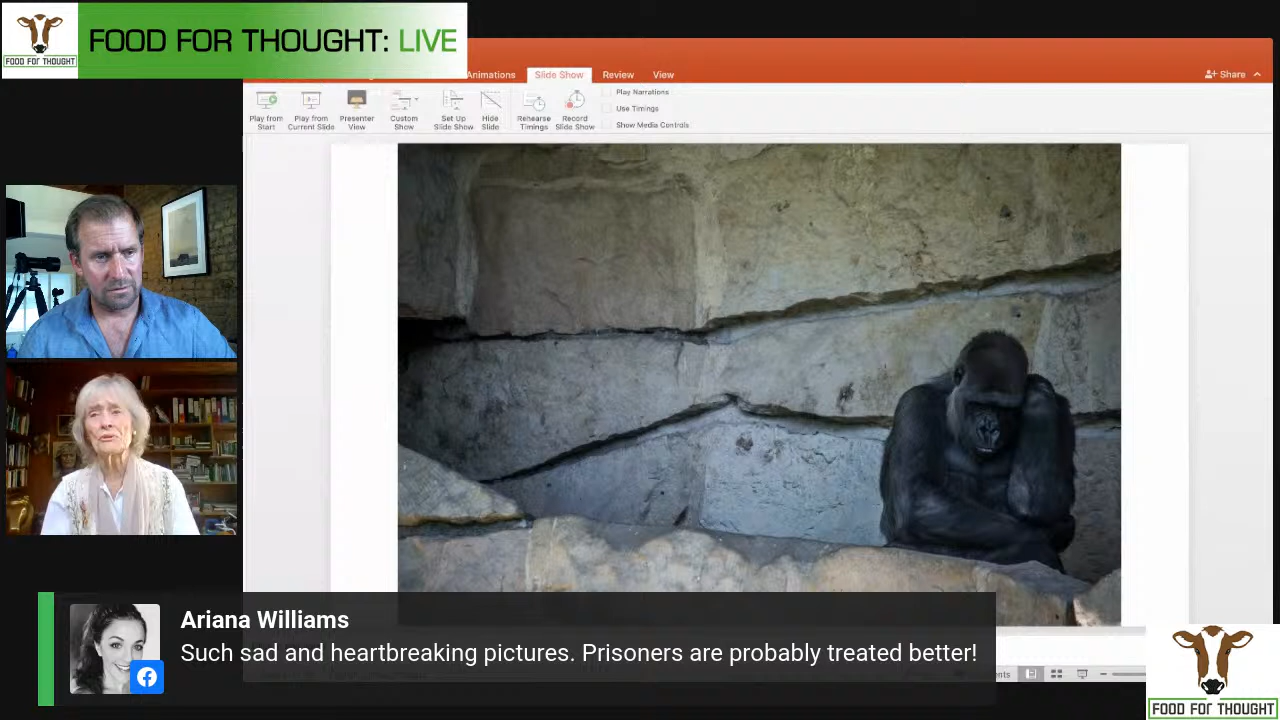 FOOD FOR THOUGHT
FOOD FOR THOUGHT: LIVE
Animations
Slide Show
Review
View
Share
Play from
Start
Play from
Current Slide
Presenter
View
Custom
Show
Set Up
Slide Show
Hide
Slide
Rehearse
Timings
Record
Slide Show
Play Narrations
Use Timings
Show Media Controls
Ariana Williams
Such sad and heartbreaking pictures. Prisoners are probably treated better!
FOOD FOR THOUGHT